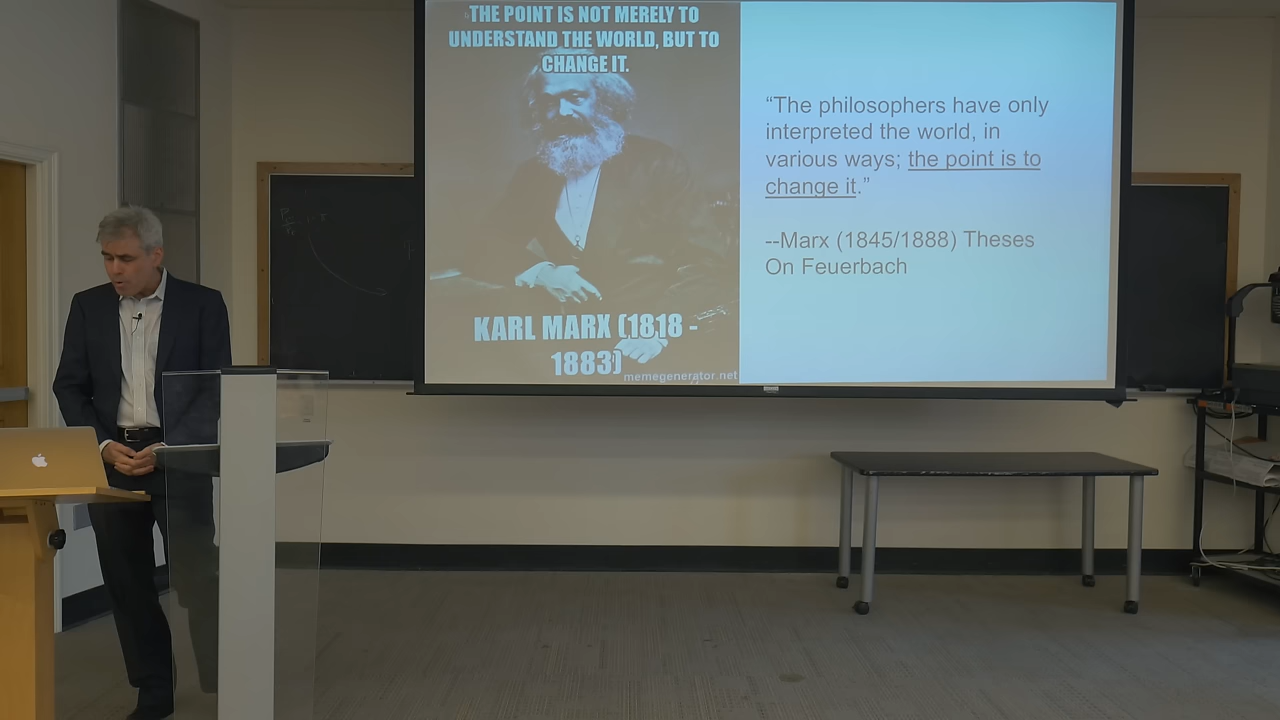 THE POINT IS NOT MERELY TO
UNDERSTAND THE WORLD, BUT TO
CHANGE IT.
KARL MARX (1818 -
1883)
memegenerator.net
“The philosophers have only
interpreted the world, in
various ways; the point is to
change it.”
--Marx (1845/1888) Theses
On Feuerbach